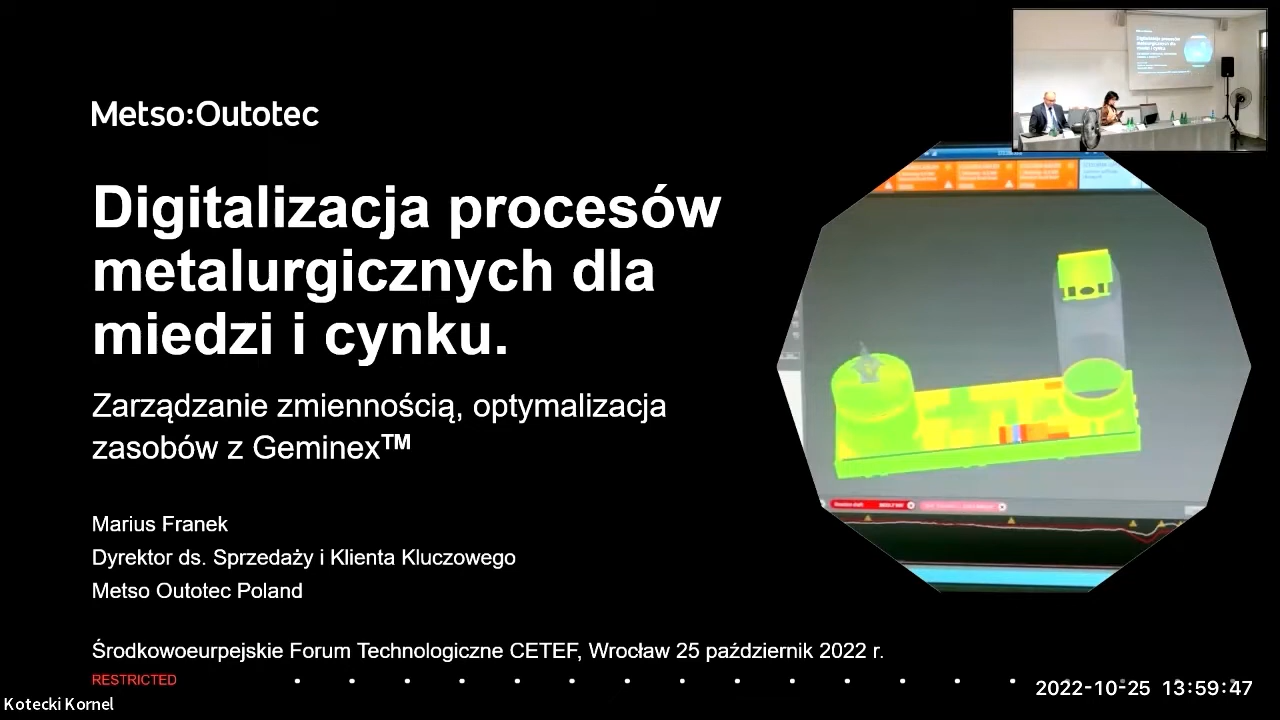 Metso:Outotec
Digitalizacja procesów
metalurgicznych dla
miedzi i cynku.
Zarządzanie zmiennością, optymalizacja
zasobów z Geminex™
Marius Franek
Dyrektor ds. Sprzedaży i Klienta Kluczowego
Metso Outotec Poland
Środkowoeurpejskie Forum Technologiczne CETEF, Wrocław 25 październik 2022 r.
RESTRICTED
2022-10-25 13:59:47
Kotecki Kornel